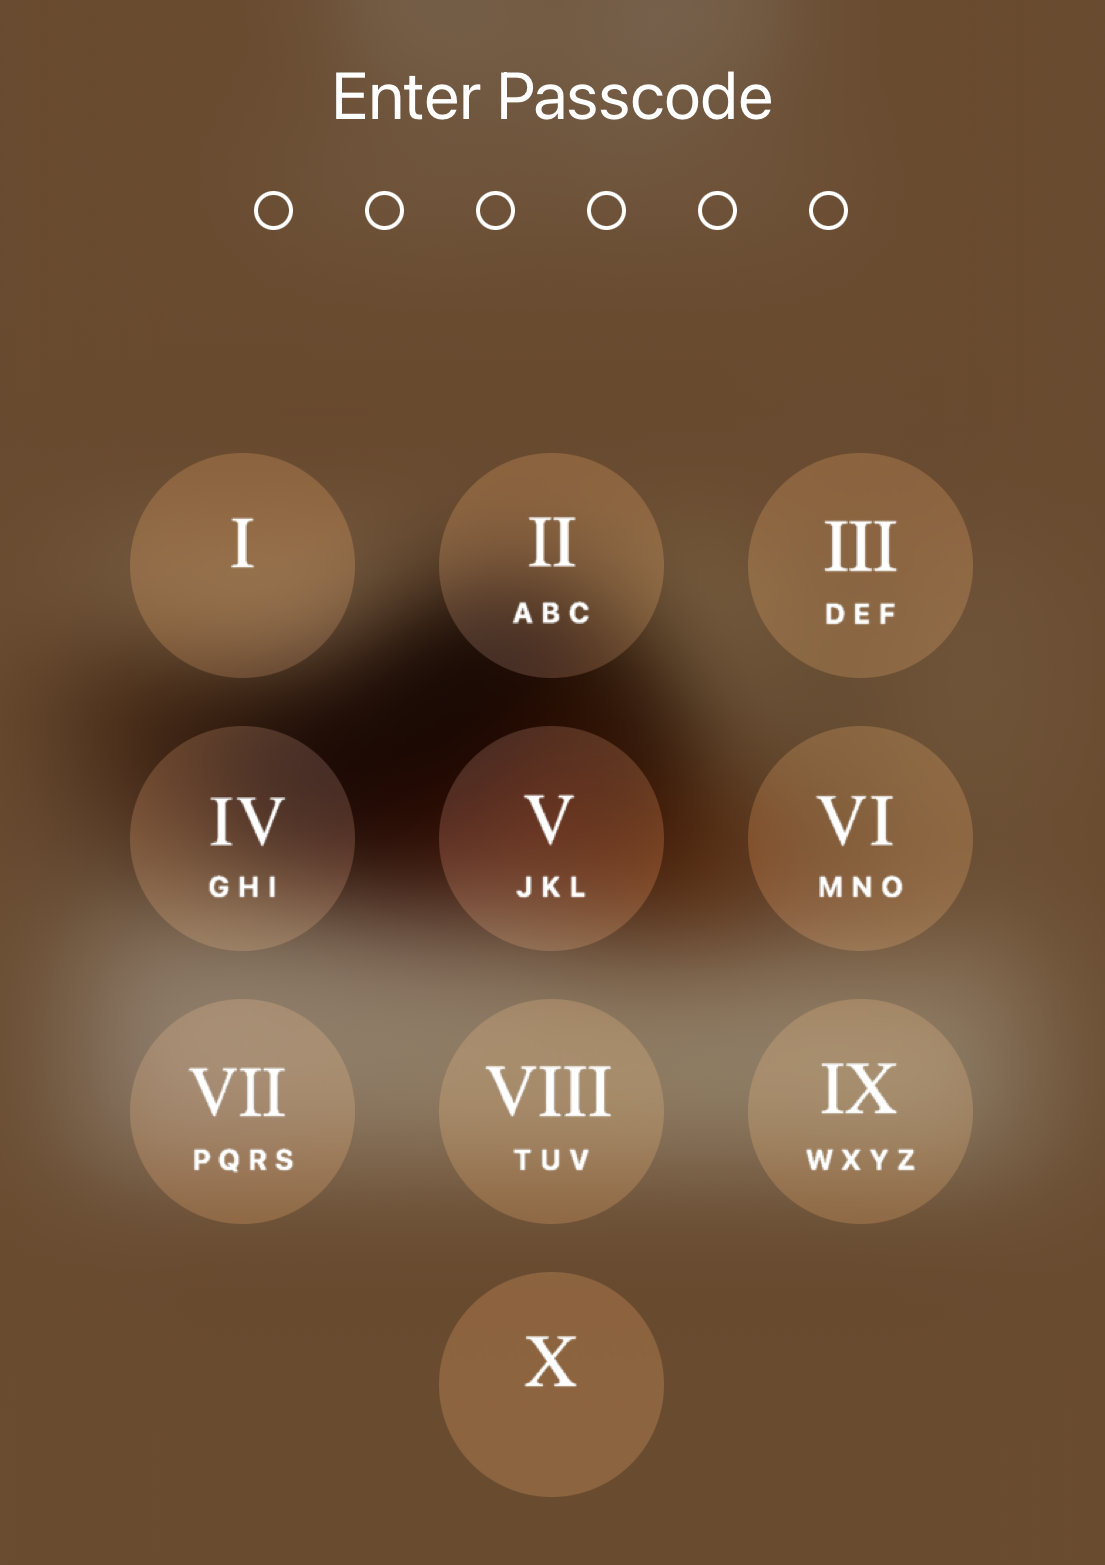 Enter Passcode
I II III
ABC DEF
IV V VI
GHI JKL MNO
VII VIII IX
PQRS TUV WXYZ
X